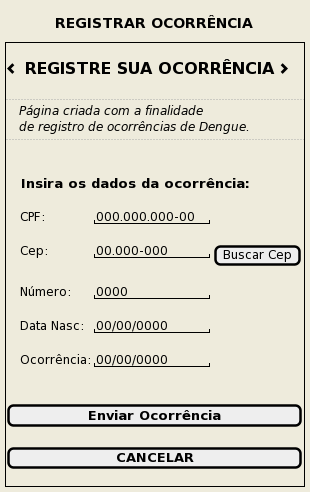 REGISTRAR OCORRÊNCIA
< REGISTRE SUA OCORRÊNCIA >
Página criada com a finalidade
de registro de ocorrências de Dengue.
Insira os dados da ocorrência:
CPF: 000.000.000-00
Cep: 00.000-000 Buscar Cep
Número: 0000
Data Nasc: 00/00/0000
Ocorrência: 00/00/0000
Enviar Ocorrência
CANCELAR